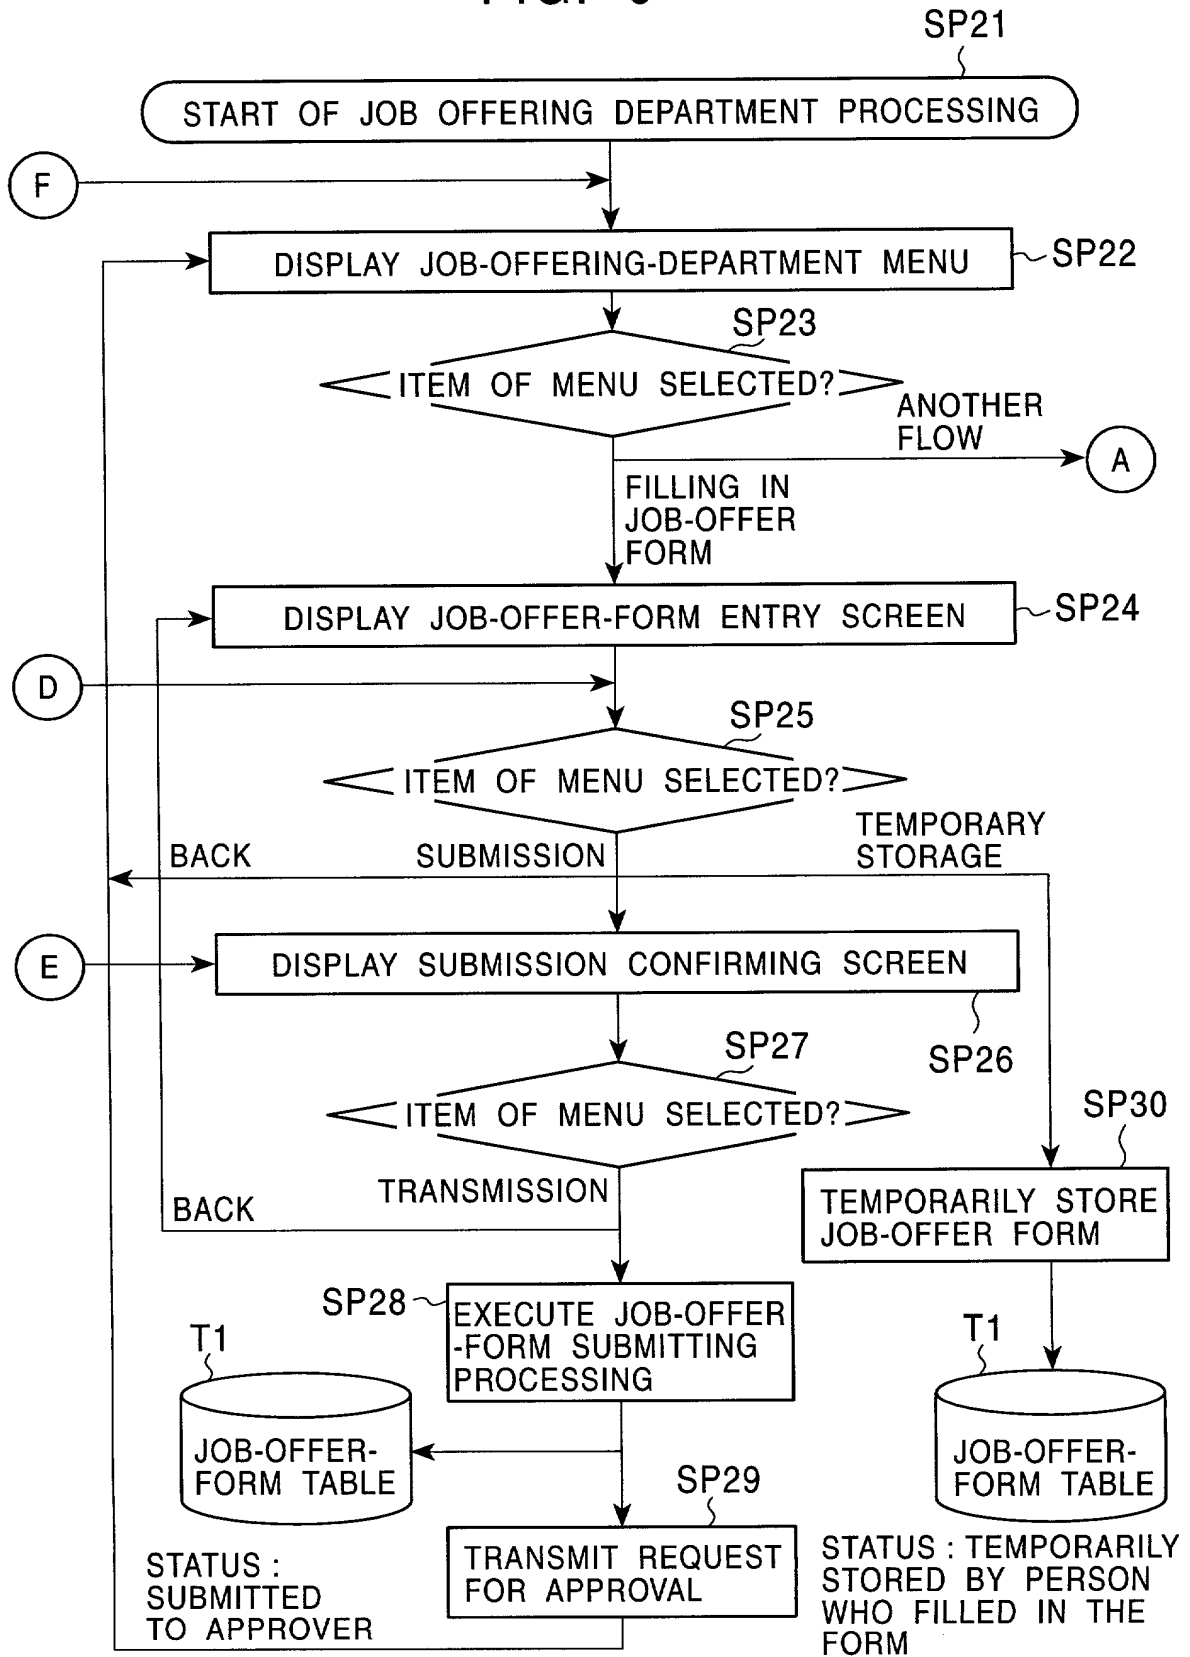 SP21
START OF JOB OFFERING DEPARTMENT PROCESSING
F
DISPLAY JOB-OFFERING-DEPARTMENT MENU
SP22
SP23
ITEM OF MENU SELECTED?
ANOTHER
FLOW
A
FILLING IN
JOB-OFFER
FORM
DISPLAY JOB-OFFER-FORM ENTRY SCREEN
SP24
D
SP25
ITEM OF MENU SELECTED?
TEMPORARY
STORAGE
BACK
SUBMISSION
E
DISPLAY SUBMISSION CONFIRMING SCREEN
SP26
SP27
ITEM OF MENU SELECTED?
SP30
TRANSMISSION
BACK
TEMPORARILY STORE
JOB-OFFER FORM
SP28
EXECUTE JOB-OFFER
-FORM SUBMITTING
PROCESSING
T1
JOB-OFFER-
FORM TABLE
T1
JOB-OFFER-
FORM TABLE
SP29
TRANSMIT REQUEST
FOR APPROVAL
STATUS :
SUBMITTED
TO APPROVER
STATUS : TEMPORARILY
STORED BY PERSON
WHO FILLED IN THE
FORM